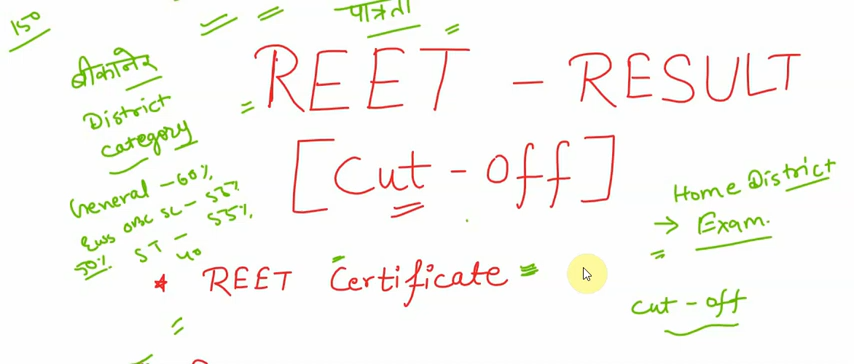 150
पात्रता
बीकानेर
District
Category
REET - RESULT
[Cut - off]
General - 60%
EWS OBC SC - 55%
50% ST - 55%
40
Home District
→ Exam.
* REET Certificate =
Cut - off